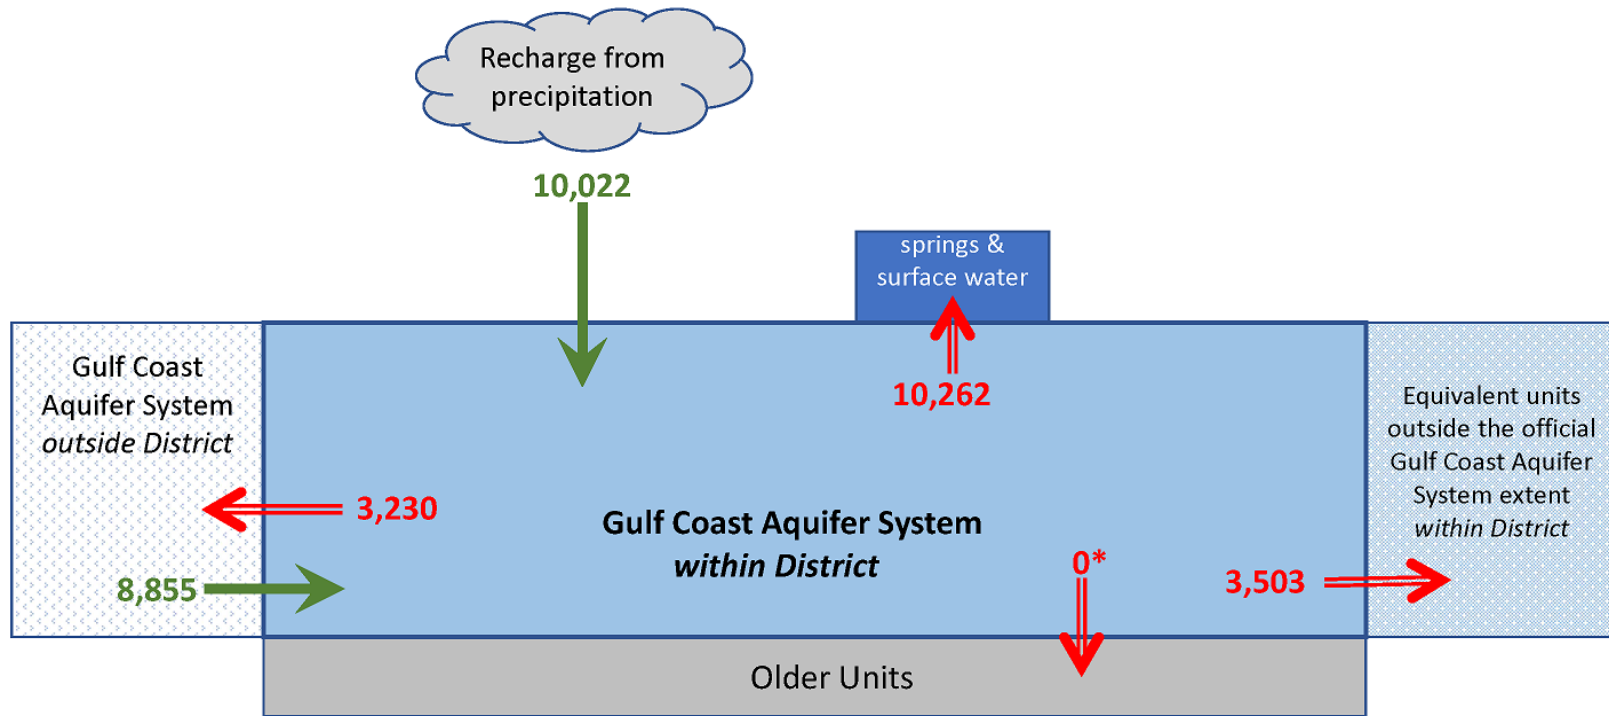 Recharge from
precipitation
10,022
springs &
surface water
10,262
Gulf Coast
Aquifer System
outside District
3,230
8,855
Gulf Coast Aquifer System
within District
0*
3,503
Equivalent units
outside the official
Gulf Coast Aquifer
System extent
within District
Older Units